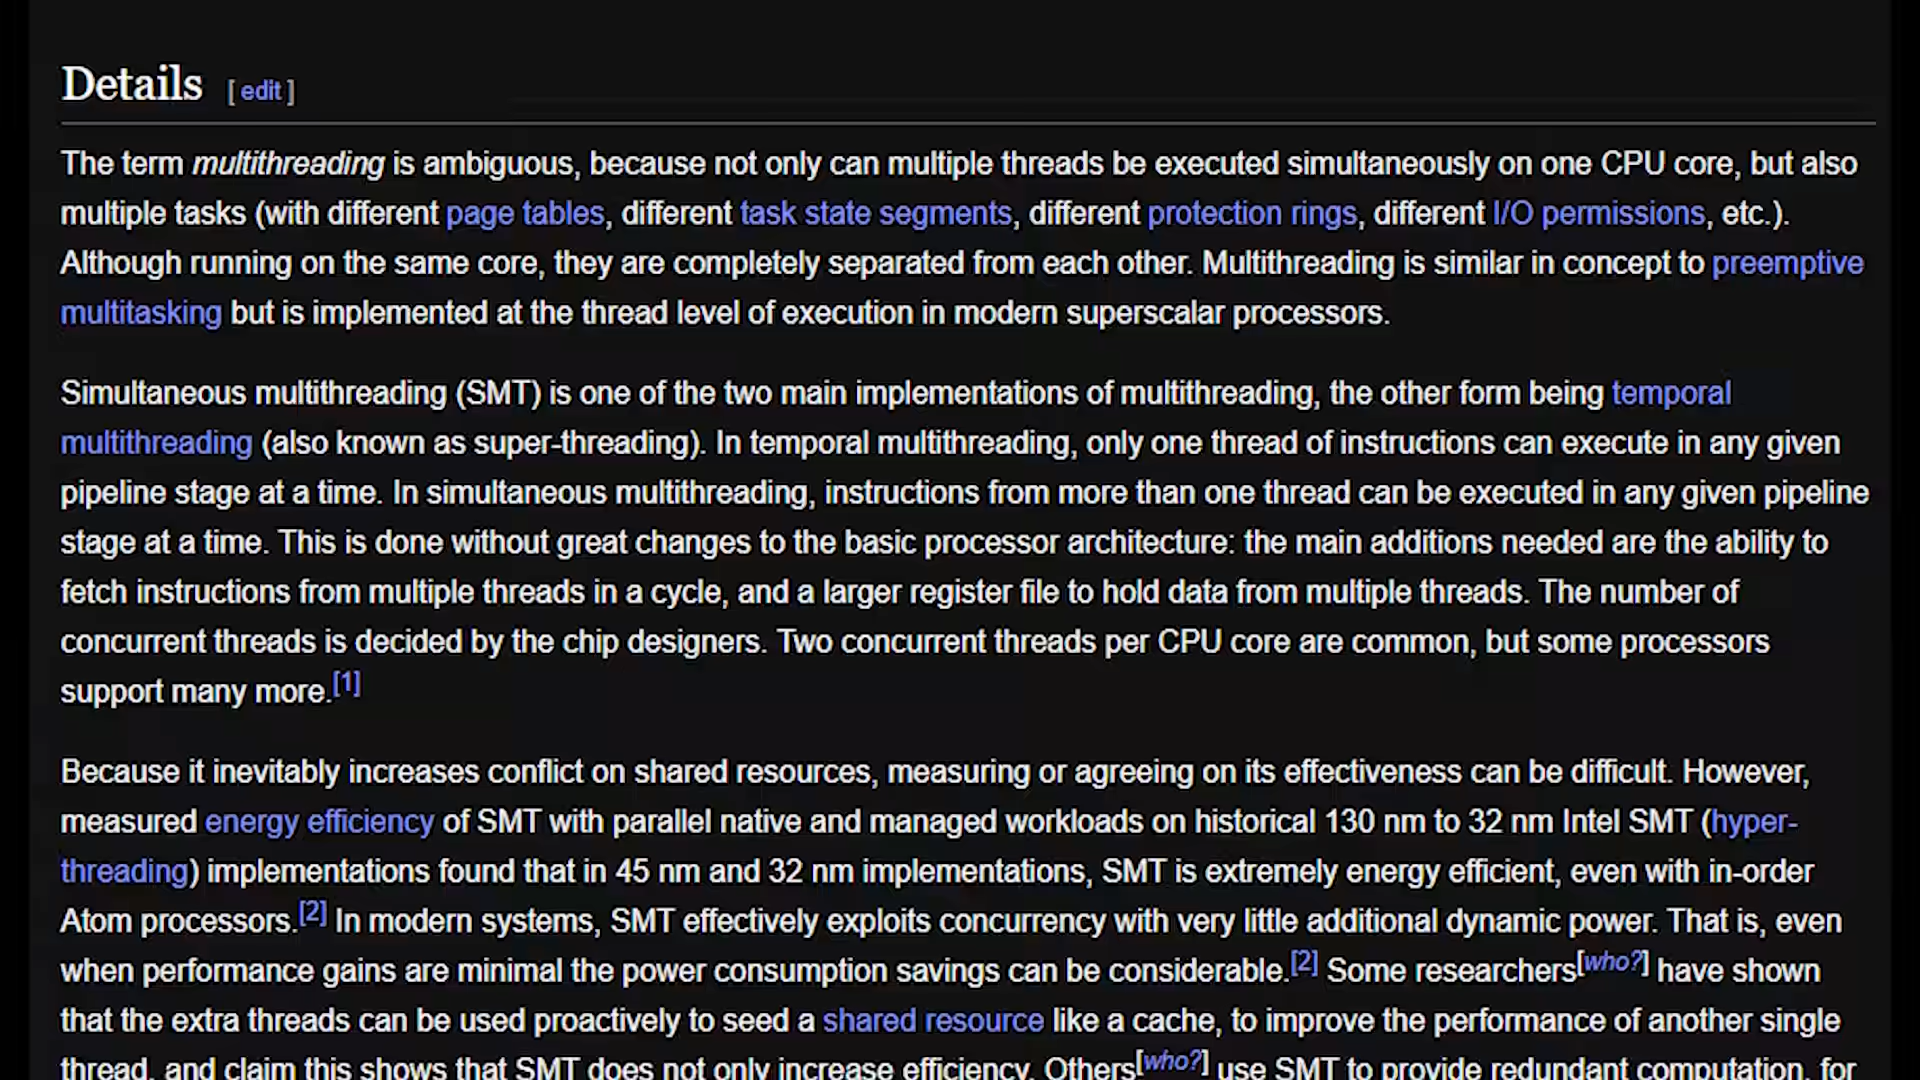 Details [ edit ]
The term multithreading is ambiguous, because not only can multiple threads be executed simultaneously on one CPU core, but also
multiple tasks (with different page tables, different task state segments, different protection rings, different I/O permissions, etc.).
Although running on the same core, they are completely separated from each other. Multithreading is similar in concept to preemptive
multitasking but is implemented at the thread level of execution in modern superscalar processors.
Simultaneous multithreading (SMT) is one of the two main implementations of multithreading, the other form being temporal
multithreading (also known as super-threading). In temporal multithreading, only one thread of instructions can execute in any given
pipeline stage at a time. In simultaneous multithreading, instructions from more than one thread can be executed in any given pipeline
stage at a time. This is done without great changes to the basic processor architecture: the main additions needed are the ability to
fetch instructions from multiple threads in a cycle, and a larger register file to hold data from multiple threads. The number of
concurrent threads is decided by the chip designers. Two concurrent threads per CPU core are common, but some processors
support many more.[1]
Because it inevitably increases conflict on shared resources, measuring or agreeing on its effectiveness can be difficult. However,
measured energy efficiency of SMT with parallel native and managed workloads on historical 130 nm to 32 nm Intel SMT (hyper-
threading) implementations found that in 45 nm and 32 nm implementations, SMT is extremely energy efficient, even with in-order
Atom processors.[2] In modern systems, SMT effectively exploits concurrency with very little additional dynamic power. That is, even
when performance gains are minimal the power consumption savings can be considerable.[2] Some researchers[who?] have shown
that the extra threads can be used proactively to seed a shared resource like a cache, to improve the performance of another single
thread, and claim this shows that SMT does not only increase efficiency. Others[who?] use SMT to provide redundant computation, for